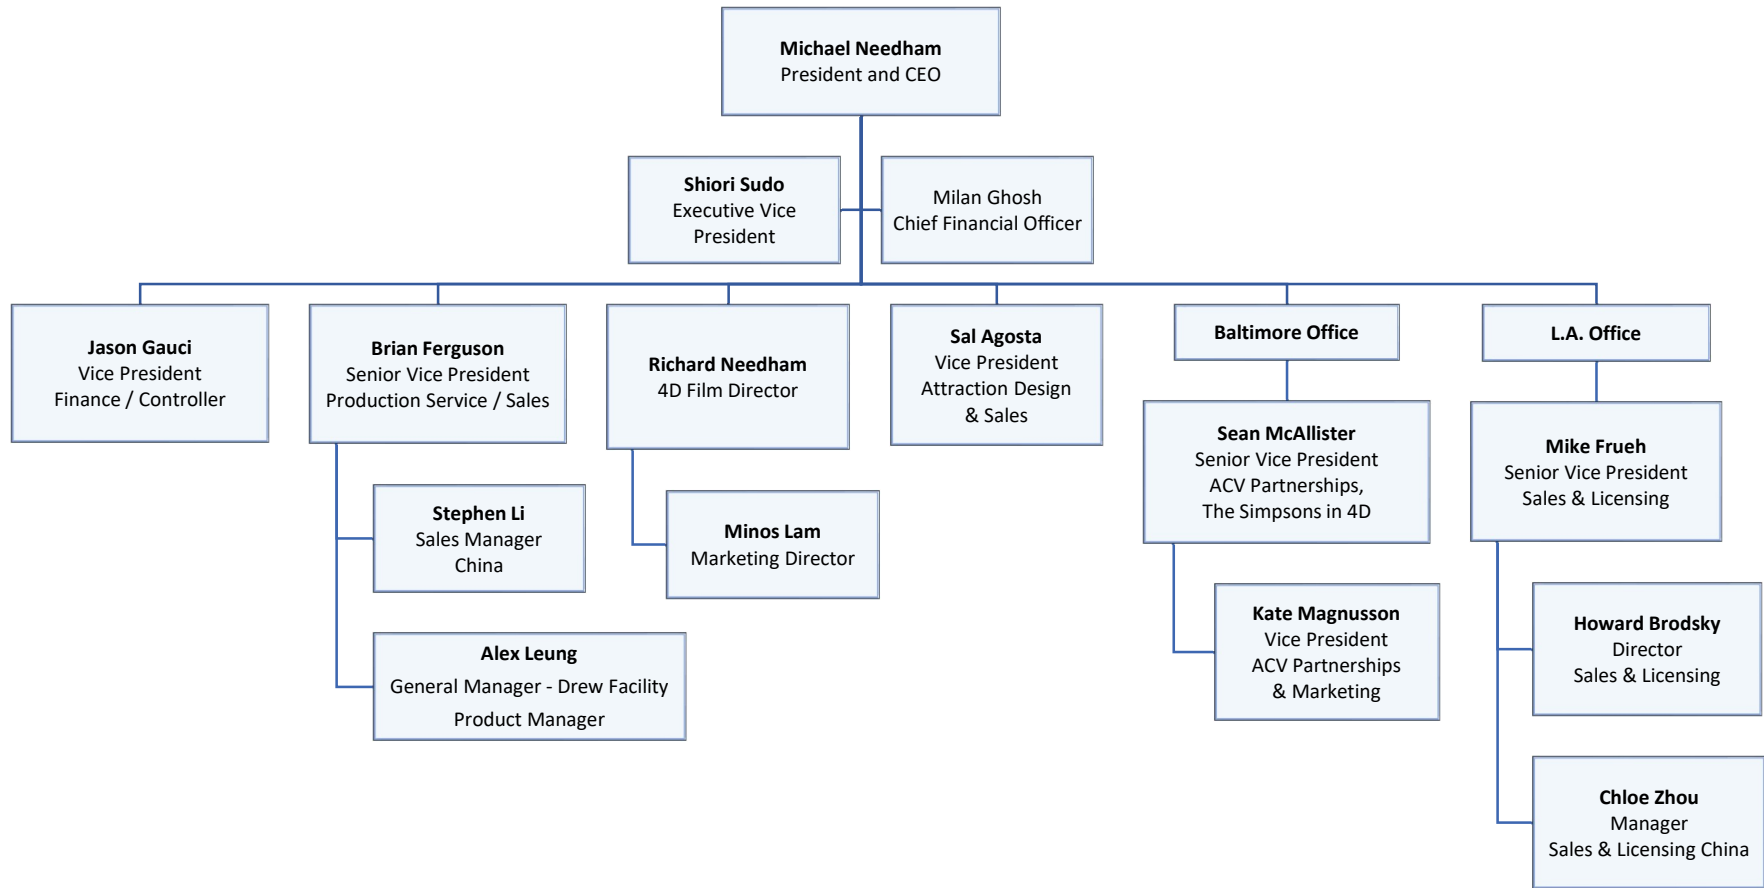 Michael Needham
President and CEO
Shiori Sudo
Executive Vice
President
Milan Ghosh
Chief Financial Officer
Jason Gauci
Vice President
Finance / Controller
Brian Ferguson
Senior Vice President
Production Service / Sales
Richard Needham
4D Film Director
Sal Agosta
Vice President
Attraction Design
& Sales
Baltimore Office
L.A. Office
Sean McAllister
Senior Vice President
ACV Partnerships,
The Simpsons in 4D
Mike Frueh
Senior Vice President
Sales & Licensing
Stephen Li
Sales Manager
China
Minos Lam
Marketing Director
Kate Magnusson
Vice President
ACV Partnerships
& Marketing
Howard Brodsky
Director
Sales & Licensing
Alex Leung
General Manager - Drew Facility
Product Manager
Chloe Zhou
Manager
Sales & Licensing China